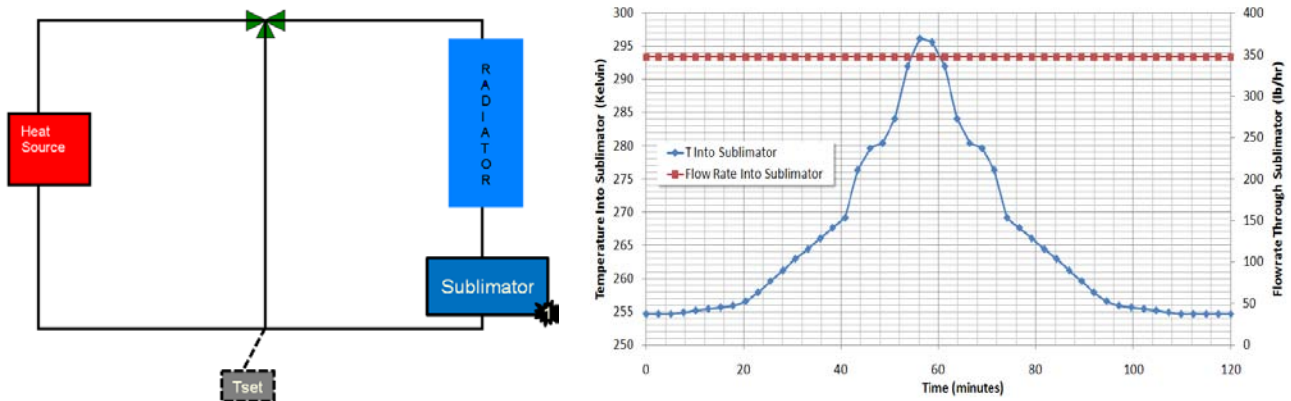 Heat
Source
RADIATOR
Sublimator
1
Tset
Temperature Into Sublimator (Kelvin)
300
295
290
285
280
275
270
265
260
255
250
T Into Sublimator
Flow Rate Into Sublimator
400
350
300
250
200
150
100
50
0
Flowrate Through Sublimator (lb/hr)
0 20 40 60 80 100 120
Time (minutes)